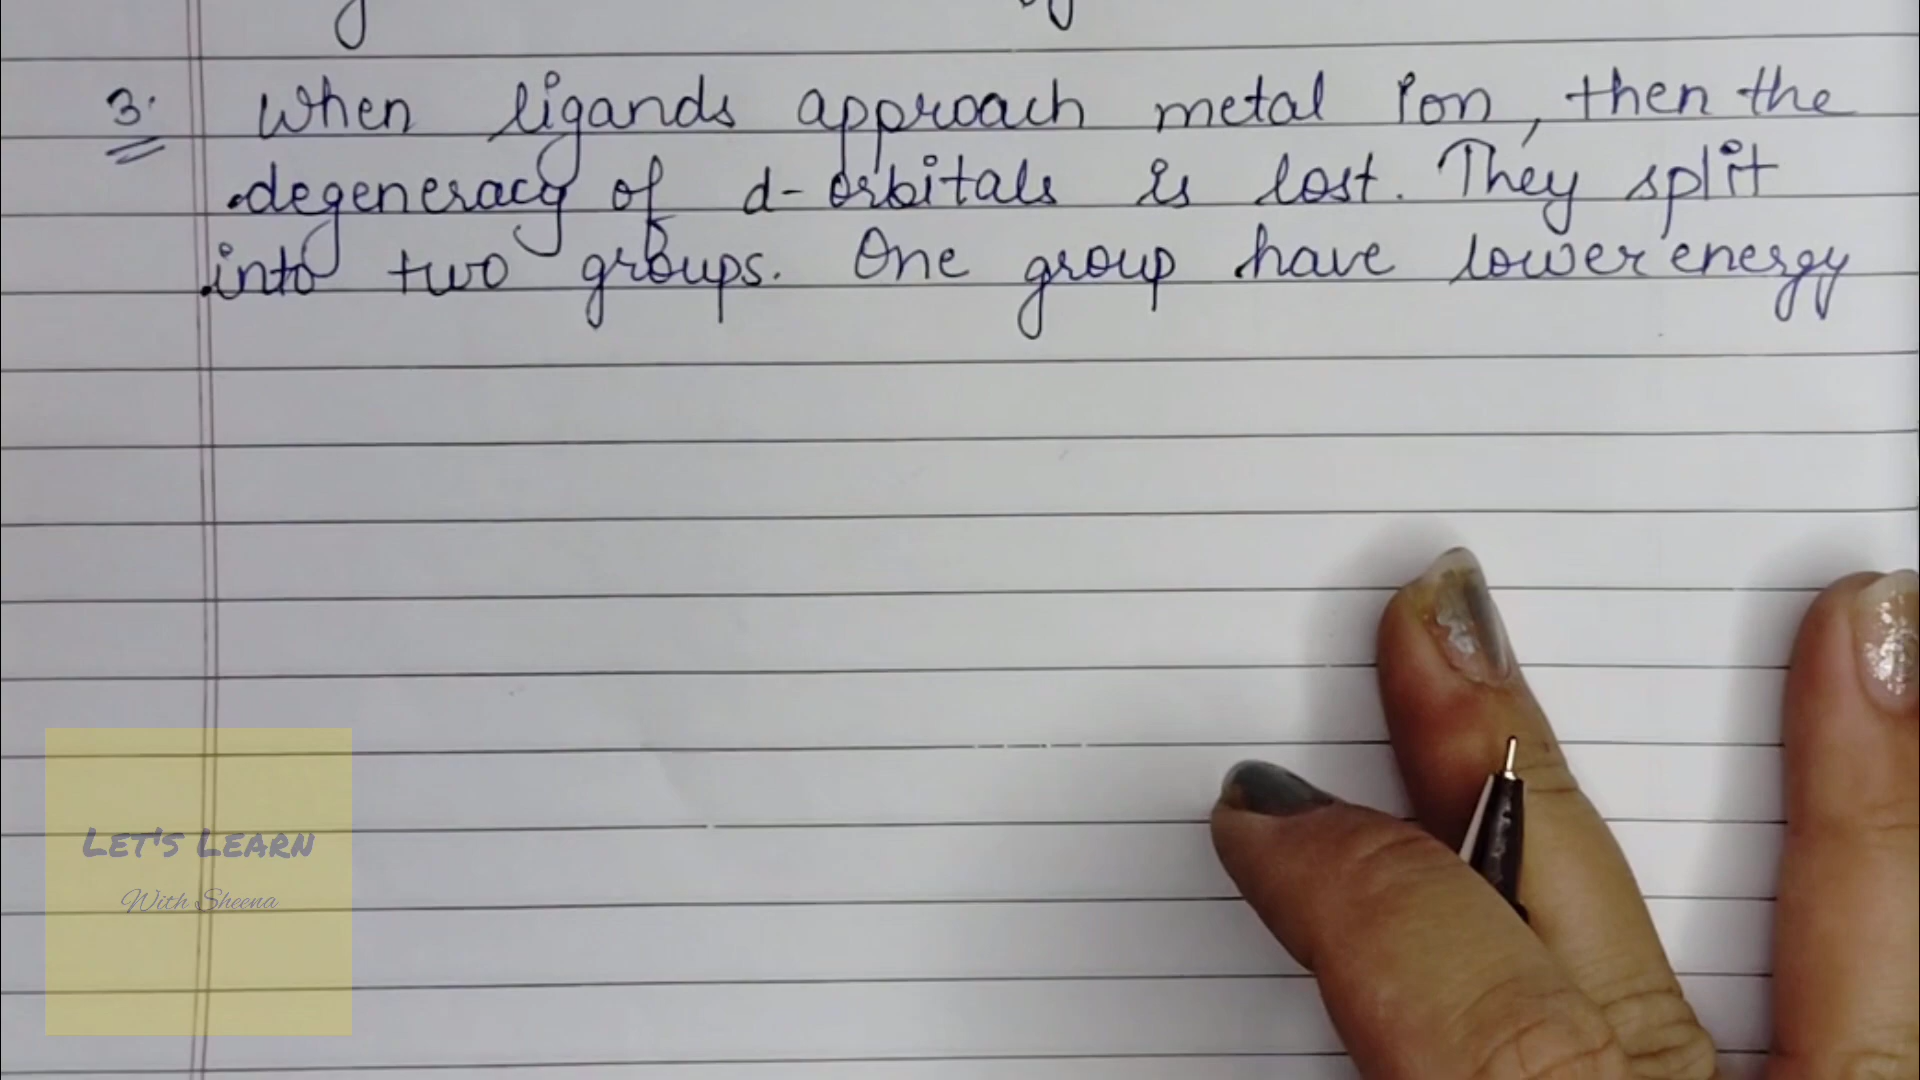 3. When ligands approach metal ion, then the
degeneracy of d-orbitals is lost. They split
into two groups. One group have lower energy
LET'S LEARN
With Sheena